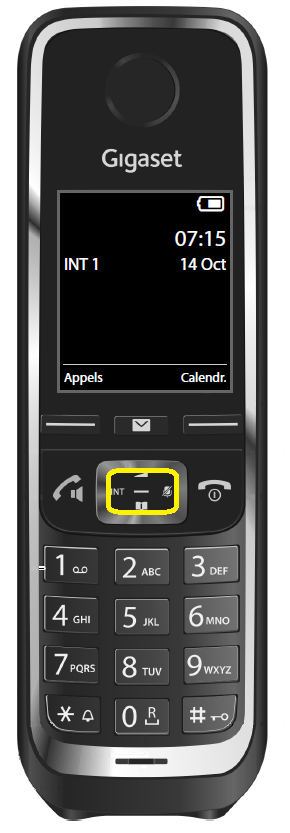 Gigaset
07:15
INT 1 14 Oct
Appels Calendr.
INT
1 2 ABC 3 DEF
4 GHI 5 JKL 6 MNO
7 PQRS 8 TUV 9 WXYZ
* 0 R #